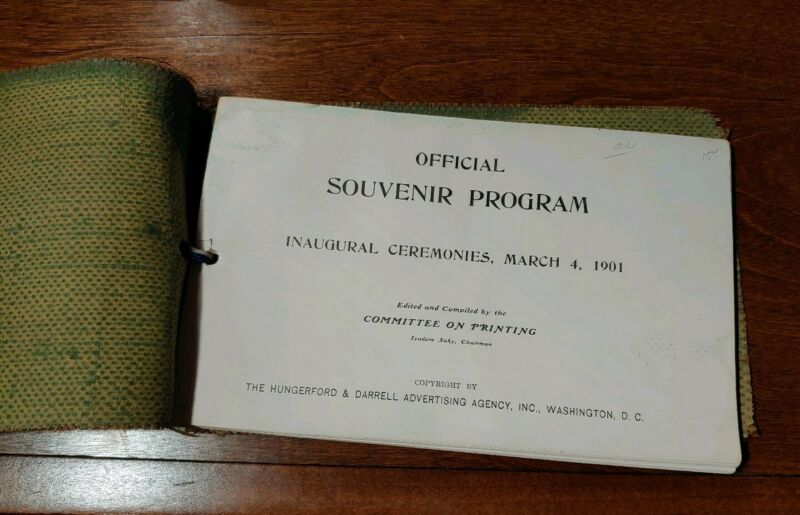 OFFICIAL
SOUVENIR PROGRAM
INAUGURAL CEREMONIES, MARCH 4, 1901
Edited and Compiled by the
COMMITTEE ON PRINTING
Isadore Saks, Chairman
COPYRIGHT BY
THE HUNGERFORD & DARRELL ADVERTISING AGENCY, INC., WASHINGTON, D. C.